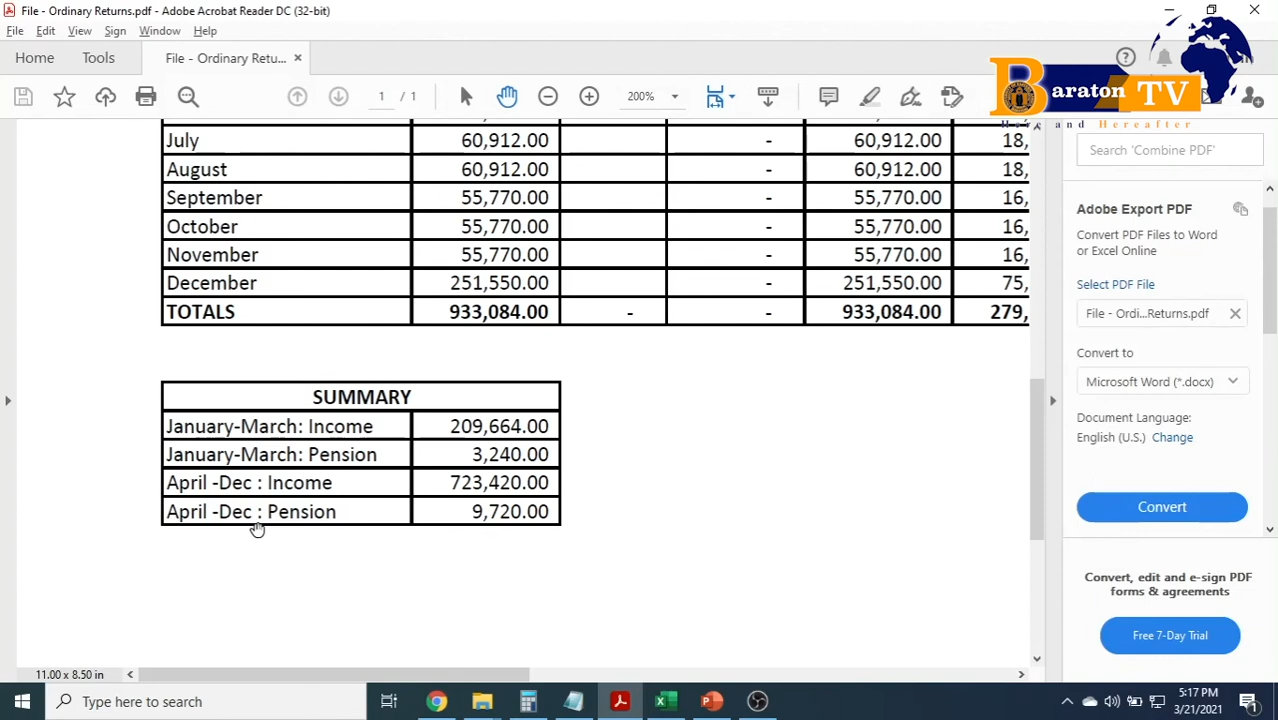 File - Ordinary Returns.pdf - Adobe Acrobat Reader DC (32-bit)
File Edit View Sign Window Help
Home Tools File - Ordinary Retu... ×
1 / 1 200%
Baraton TV
Here and Hereafter
July 60,912.00 - 60,912.00 18,
August 60,912.00 - 60,912.00 18,
September 55,770.00 - 55,770.00 16,
October 55,770.00 - 55,770.00 16,
November 55,770.00 - 55,770.00 16,
December 251,550.00 - 251,550.00 75,
TOTALS 933,084.00 - - 933,084.00 279,
SUMMARY
January-March: Income 209,664.00
January-March: Pension 3,240.00
April -Dec : Income 723,420.00
April -Dec : Pension 9,720.00
11.00 x 8.50 in
Search 'Combine PDF'
Adobe Export PDF
Convert PDF Files to Word
or Excel Online
Select PDF File
File - Ordi...Returns.pdf
Convert to
Microsoft Word (*.docx)
Document Language:
English (U.S.) Change
Convert
Convert, edit and e-sign PDF
forms & agreements
Free 7-Day Trial
Type here to search
5:17 PM
3/21/2021
1